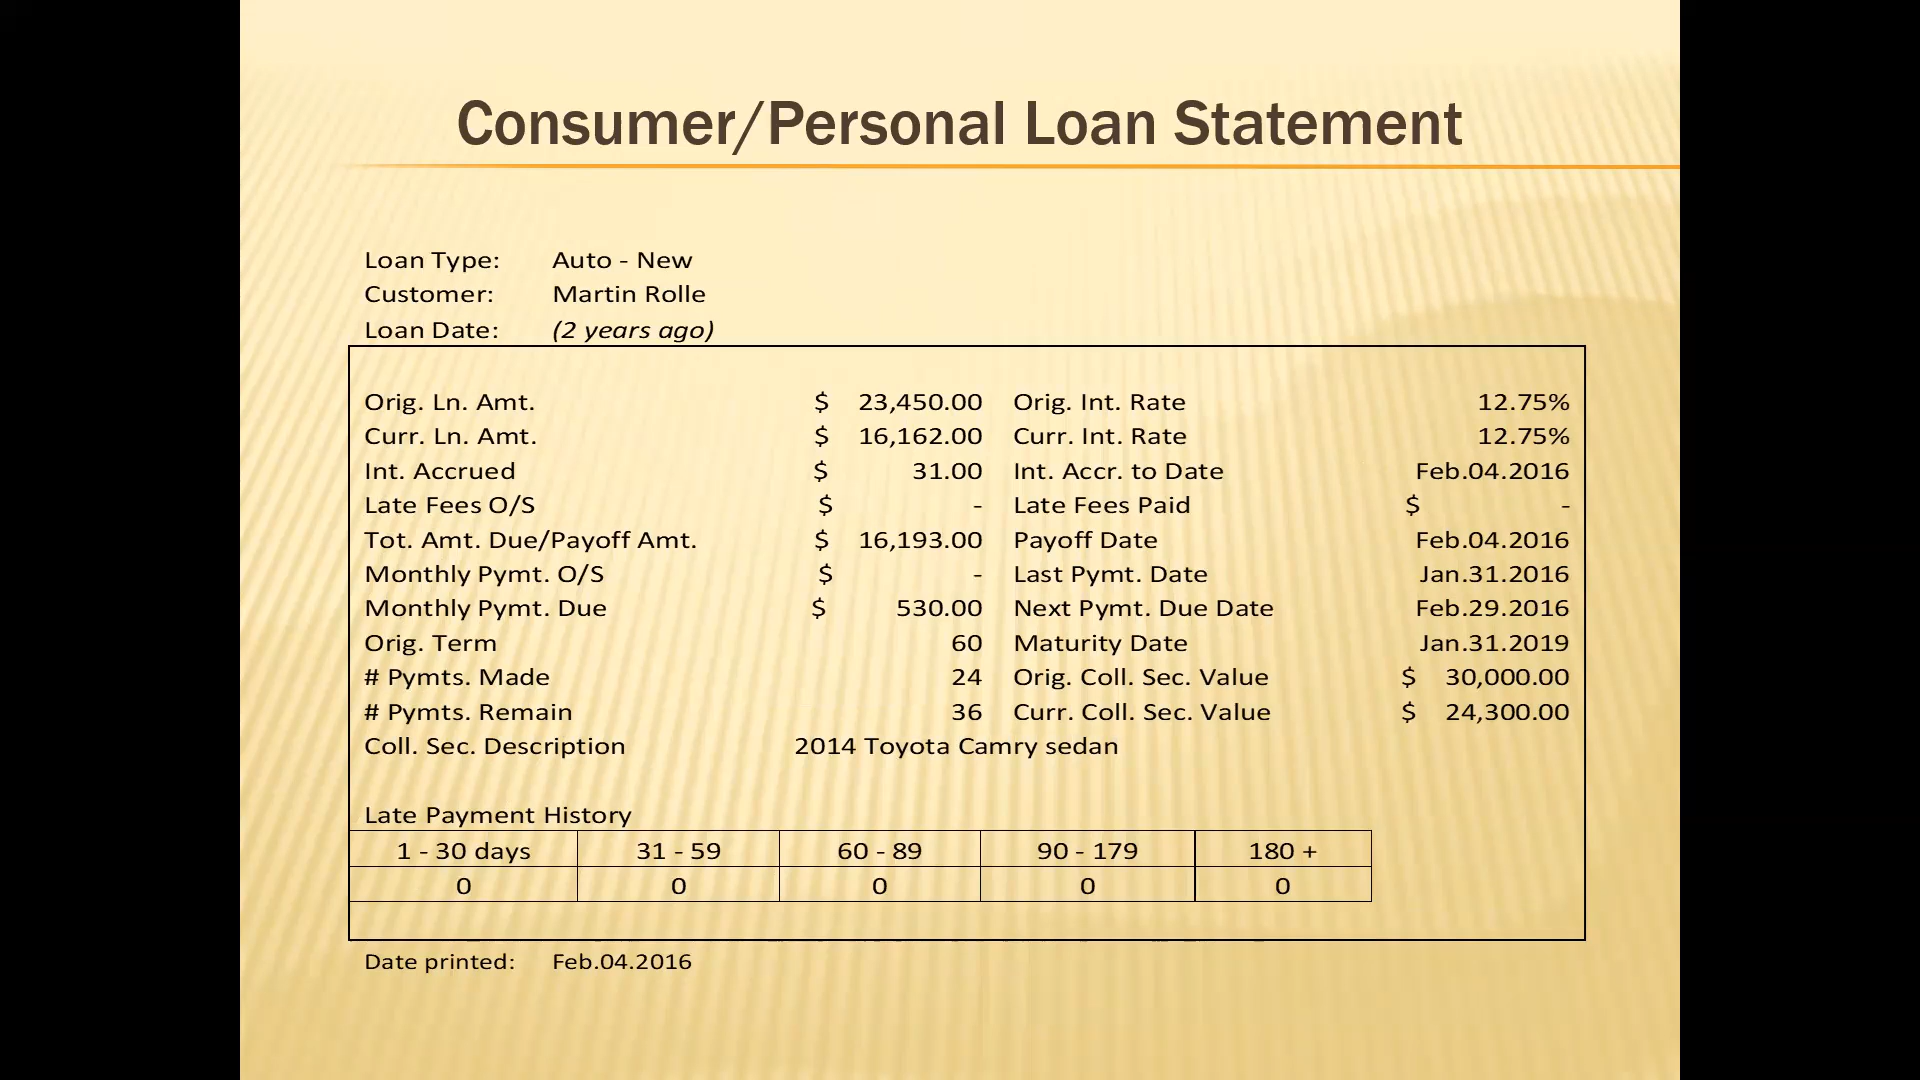 Consumer/Personal Loan Statement
Loan Type: Auto - New
Customer: Martin Rolle
Loan Date: (2 years ago)
Orig. Ln. Amt. $ 23,450.00 Orig. Int. Rate 12.75%
Curr. Ln. Amt. $ 16,162.00 Curr. Int. Rate 12.75%
Int. Accrued $ 31.00 Int. Accr. to Date Feb.04.2016
Late Fees O/S $ - Late Fees Paid $ -
Tot. Amt. Due/Payoff Amt. $ 16,193.00 Payoff Date Feb.04.2016
Monthly Pymt. O/S $ - Last Pymt. Date Jan.31.2016
Monthly Pymt. Due $ 530.00 Next Pymt. Due Date Feb.29.2016
Orig. Term 60 Maturity Date Jan.31.2019
# Pymts. Made 24 Orig. Coll. Sec. Value $ 30,000.00
# Pymts. Remain 36 Curr. Coll. Sec. Value $ 24,300.00
Coll. Sec. Description 2014 Toyota Camry sedan
Late Payment History
1 - 30 days 31 - 59 60 - 89 90 - 179 180 +
0 0 0 0 0
Date printed: Feb.04.2016